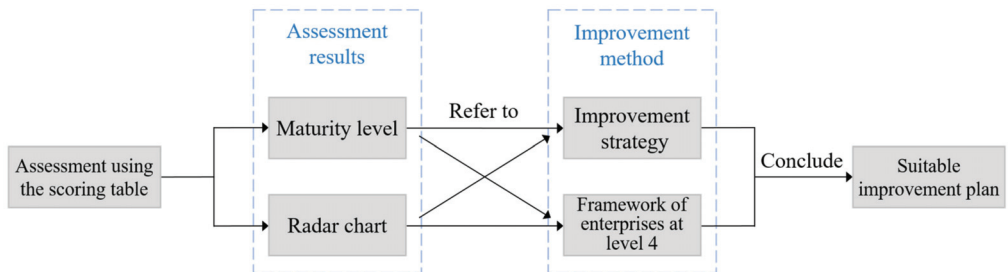 Assessment using
the scoring table
Assessment
results
Maturity level
Radar chart
Refer to
Improvement
method
Improvement
strategy
Framework of
enterprises at
level 4
Conclude
Suitable
improvement plan